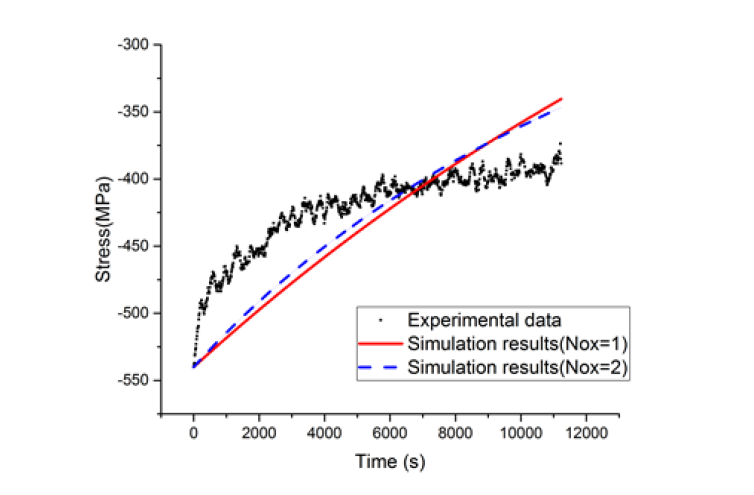 -300
-350
-400
-450
-500
-550
Stress(MPa)
0 2000 4000 6000 8000 10000 12000
Time (s)
Experimental data
Simulation results(Nox=1)
Simulation results(Nox=2)